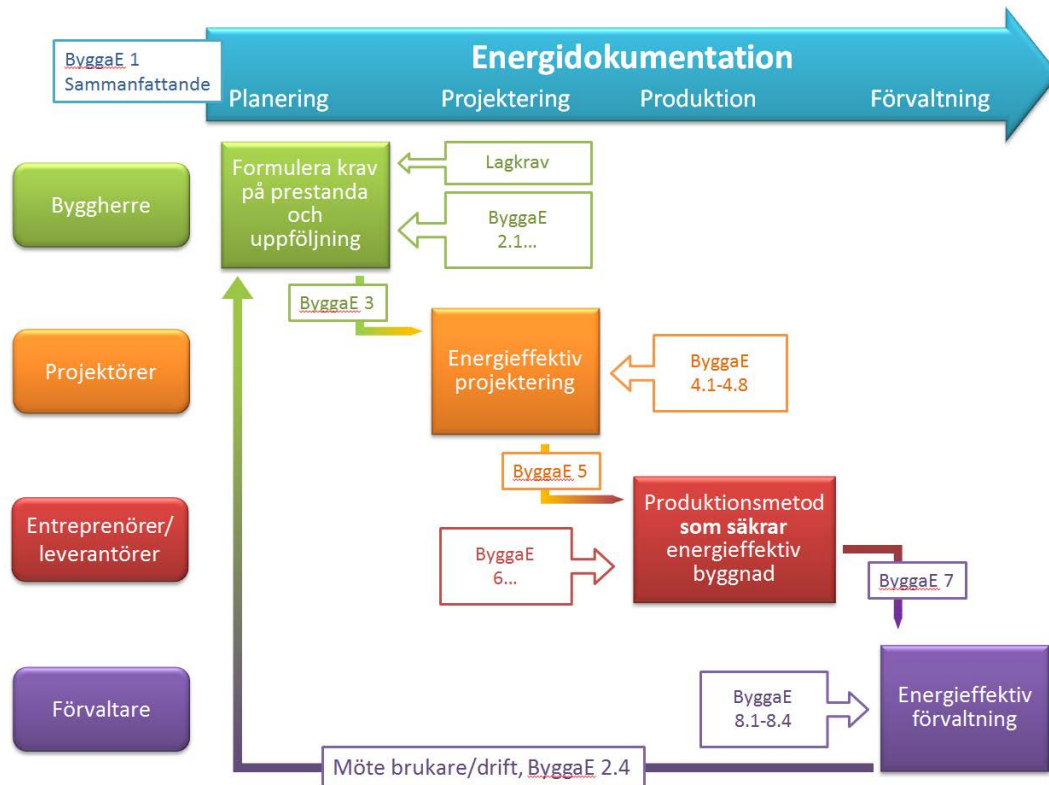 ByggaE 1
Sammanfattande
Energidokumentation
Planering
Projektering
Produktion
Förvaltning
Byggherre
Formulera krav
på prestanda
och
uppföljning
Lagkrav
ByggaE
2.1...
ByggaE 3
Projektörer
Energieffektiv
projektering
ByggaE
4.1-4.8
ByggaE 5
Entreprenörer/
leverantörer
ByggaE
6...
Produktionsmetod
som säkrar
energieffektiv
byggnad
ByggaE 7
Förvaltare
ByggaE
8.1-8.4
Energieffektiv
förvaltning
Möte brukare/drift, ByggaE 2.4